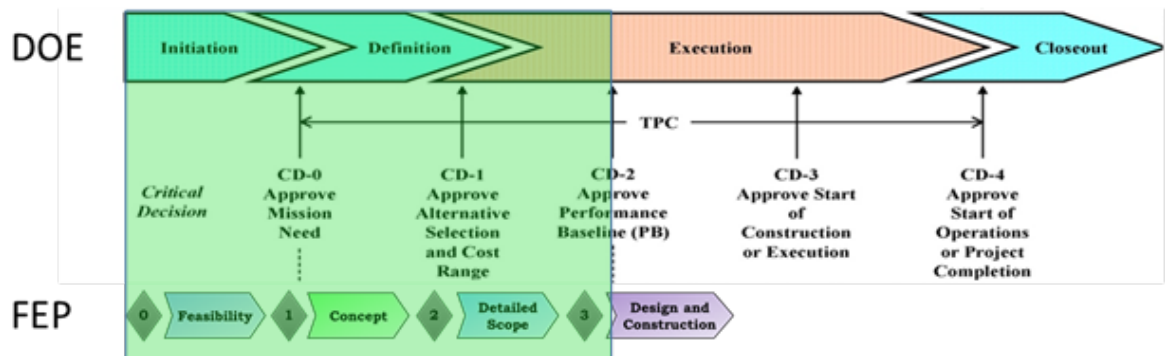 DOE
Initiation
Definition
Execution
Closeout
TPC
Critical
Decision
CD-0
Approve
Mission
Need
CD-1
Approve
Alternative
Selection
and Cost
Range
CD-2
Approve
Performance
Baseline (PB)
CD-3
Approve Start
of
Construction
or Execution
CD-4
Approve
Start of
Operations
or Project
Completion
FEP
0
Feasibility
1
Concept
2
Detailed
Scope
3
Design and
Construction